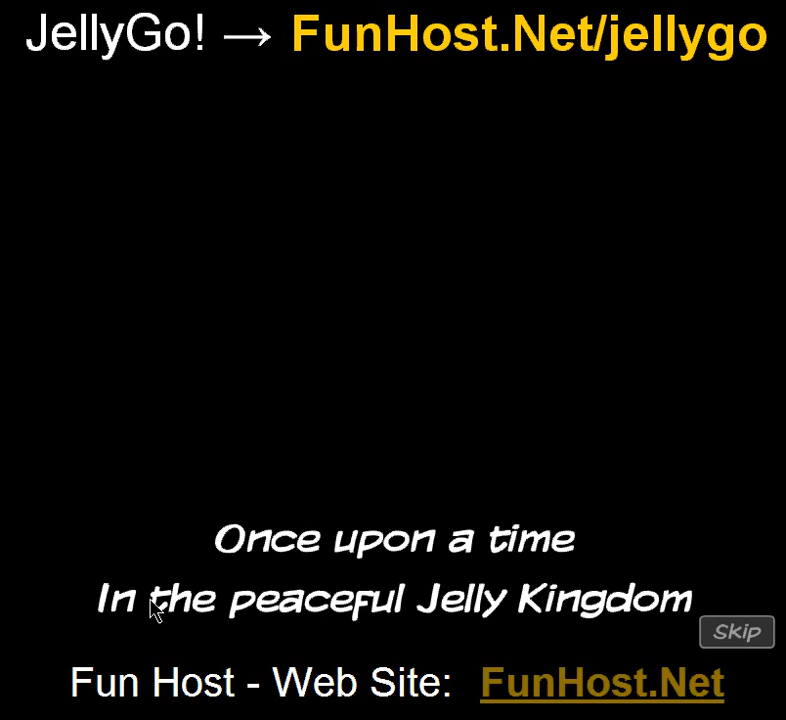 JellyGo! → FunHost.Net/jellygo
Once upon a time
In the peaceful Jelly Kingdom
Skip
Fun Host - Web Site: FunHost.Net